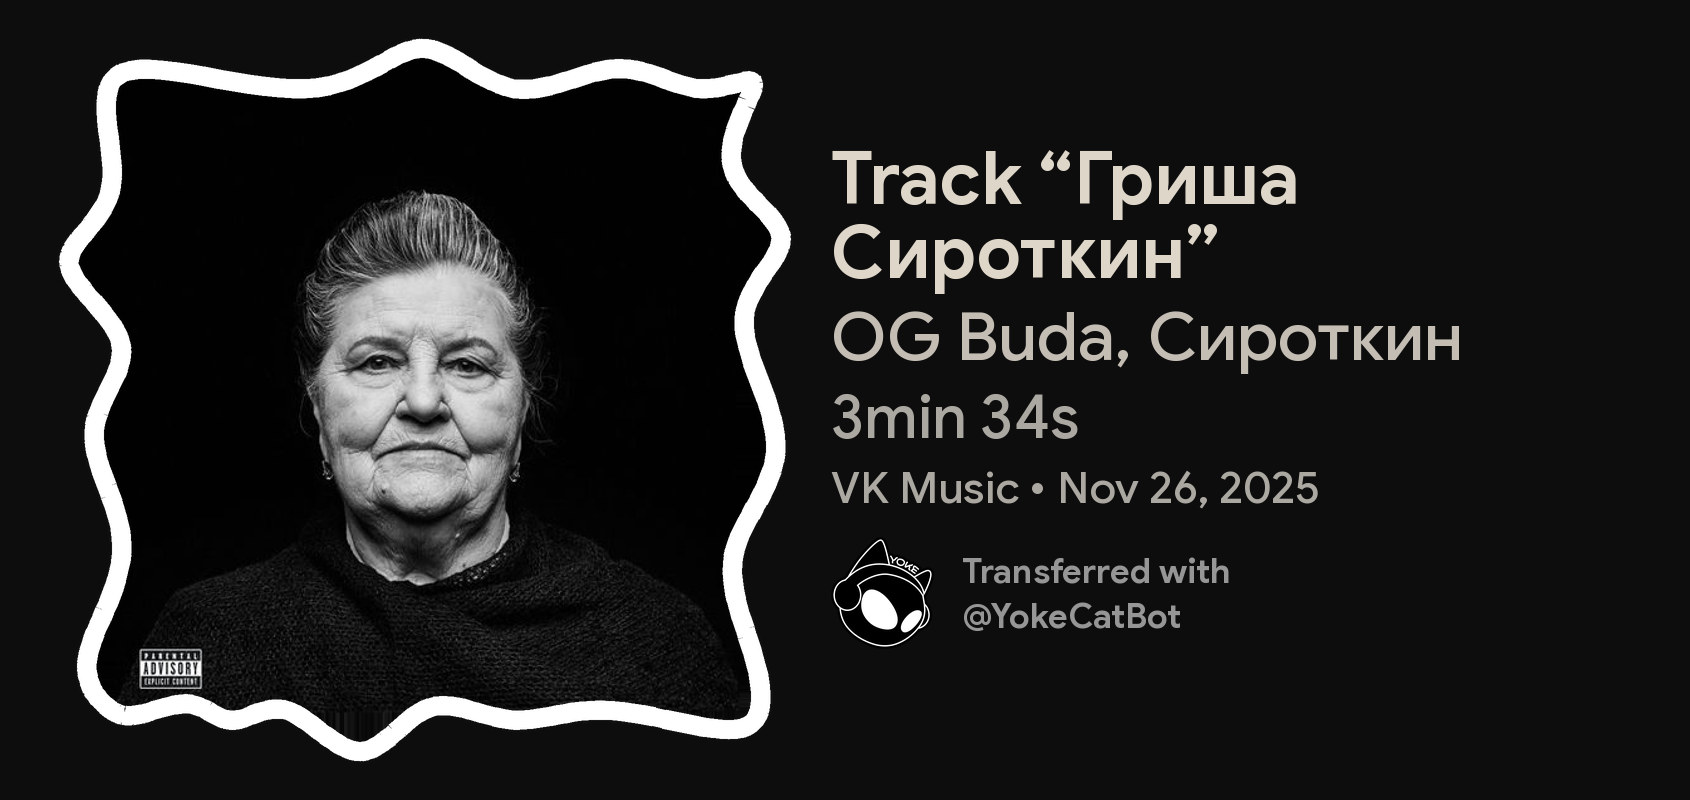 Track “Гриша
Сироткин”
OG Buda, Сироткин
3min 34s
VK Music • Nov 26, 2025
YOKE
Transferred with
@YokeCatBot
PARENTAL
ADVISORY
EXPLICIT CONTENT